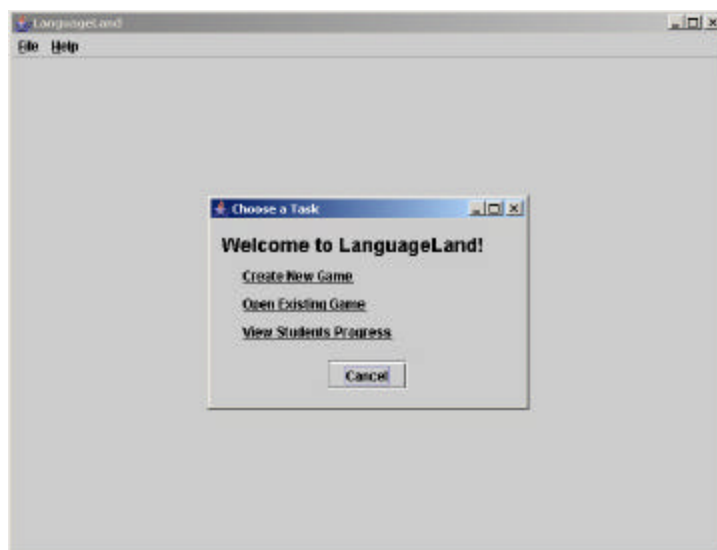 LanguageLand
File Help
Choose a Task
Welcome to LanguageLand!
Create New Game
Open Existing Game
View Students Progress
Cancel